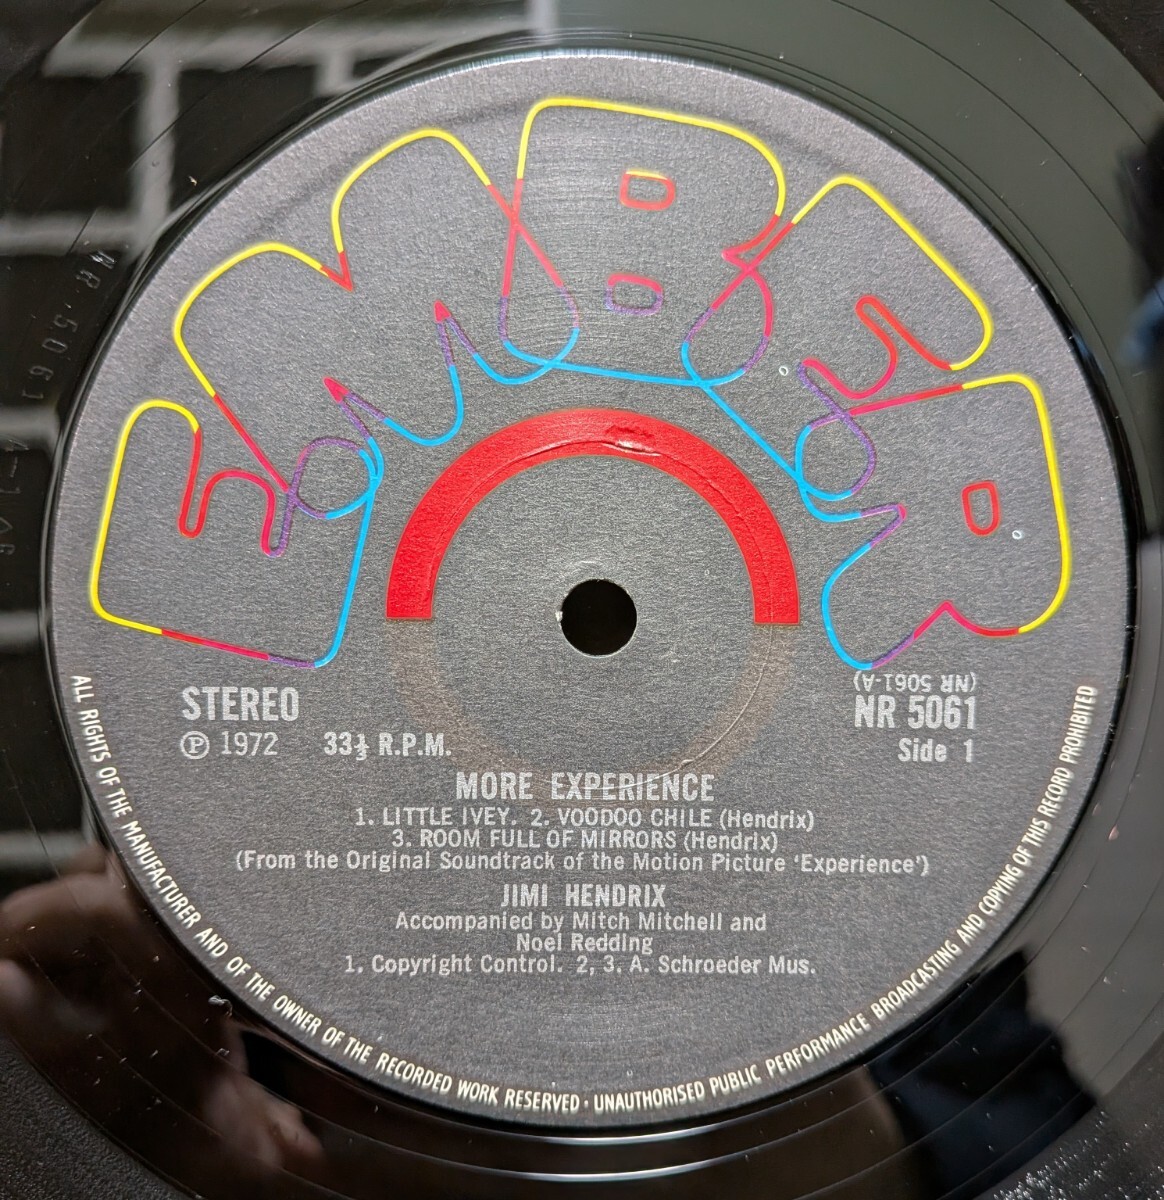 EMBER
STEREO
Ⓟ 1972 33⅓ R.P.M.
(NR 5061-A)
NR 5061
Side 1
MORE EXPERIENCE
1. LITTLE IVEY. 2. VOODOO CHILE (Hendrix)
3. ROOM FULL OF MIRRORS (Hendrix)
(From the Original Soundtrack of the Motion Picture ‘Experience’)
JIMI HENDRIX
Accompanied by Mitch Mitchell and
Noel Redding
1. Copyright Control. 2, 3, A. Schroeder Mus.
ALL RIGHTS OF THE MANUFACTURER AND OF THE OWNER OF THE RECORDED WORK RESERVED · UNAUTHORISED PUBLIC PERFORMANCE BROADCASTING AND COPYING OF THIS RECORD PROHIBITED
NR.5061